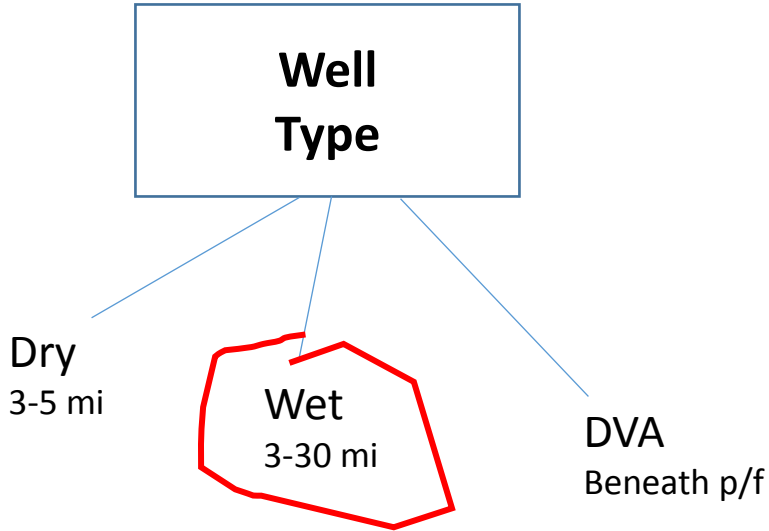 Well
Type
Dry
3-5 mi
Wet
3-30 mi
DVA
Beneath p/f